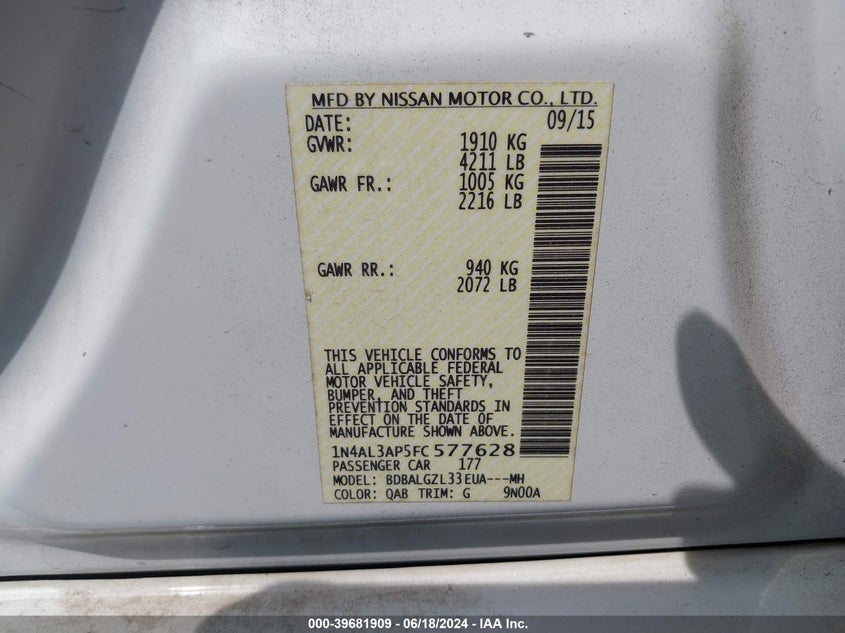 MFD BY NISSAN MOTOR CO., LTD.
DATE: 09/15
GVWR: 1910 KG
4211 LB
GAWR FR.: 1005 KG
2216 LB
GAWR RR.: 940 KG
2072 LB
THIS VEHICLE CONFORMS TO
ALL APPLICABLE FEDERAL
MOTOR VEHICLE SAFETY,
BUMPER, AND THEFT
PREVENTION STANDARDS IN
EFFECT ON THE DATE OF
MANUFACTURE SHOWN ABOVE.
1N4AL3AP5FC577628
PASSENGER CAR 177
MODEL: BDBALGZL33EUA---MH
COLOR: QAB TRIM: G 9N00A
000-39681909 - 06/18/2024 - IAA Inc.